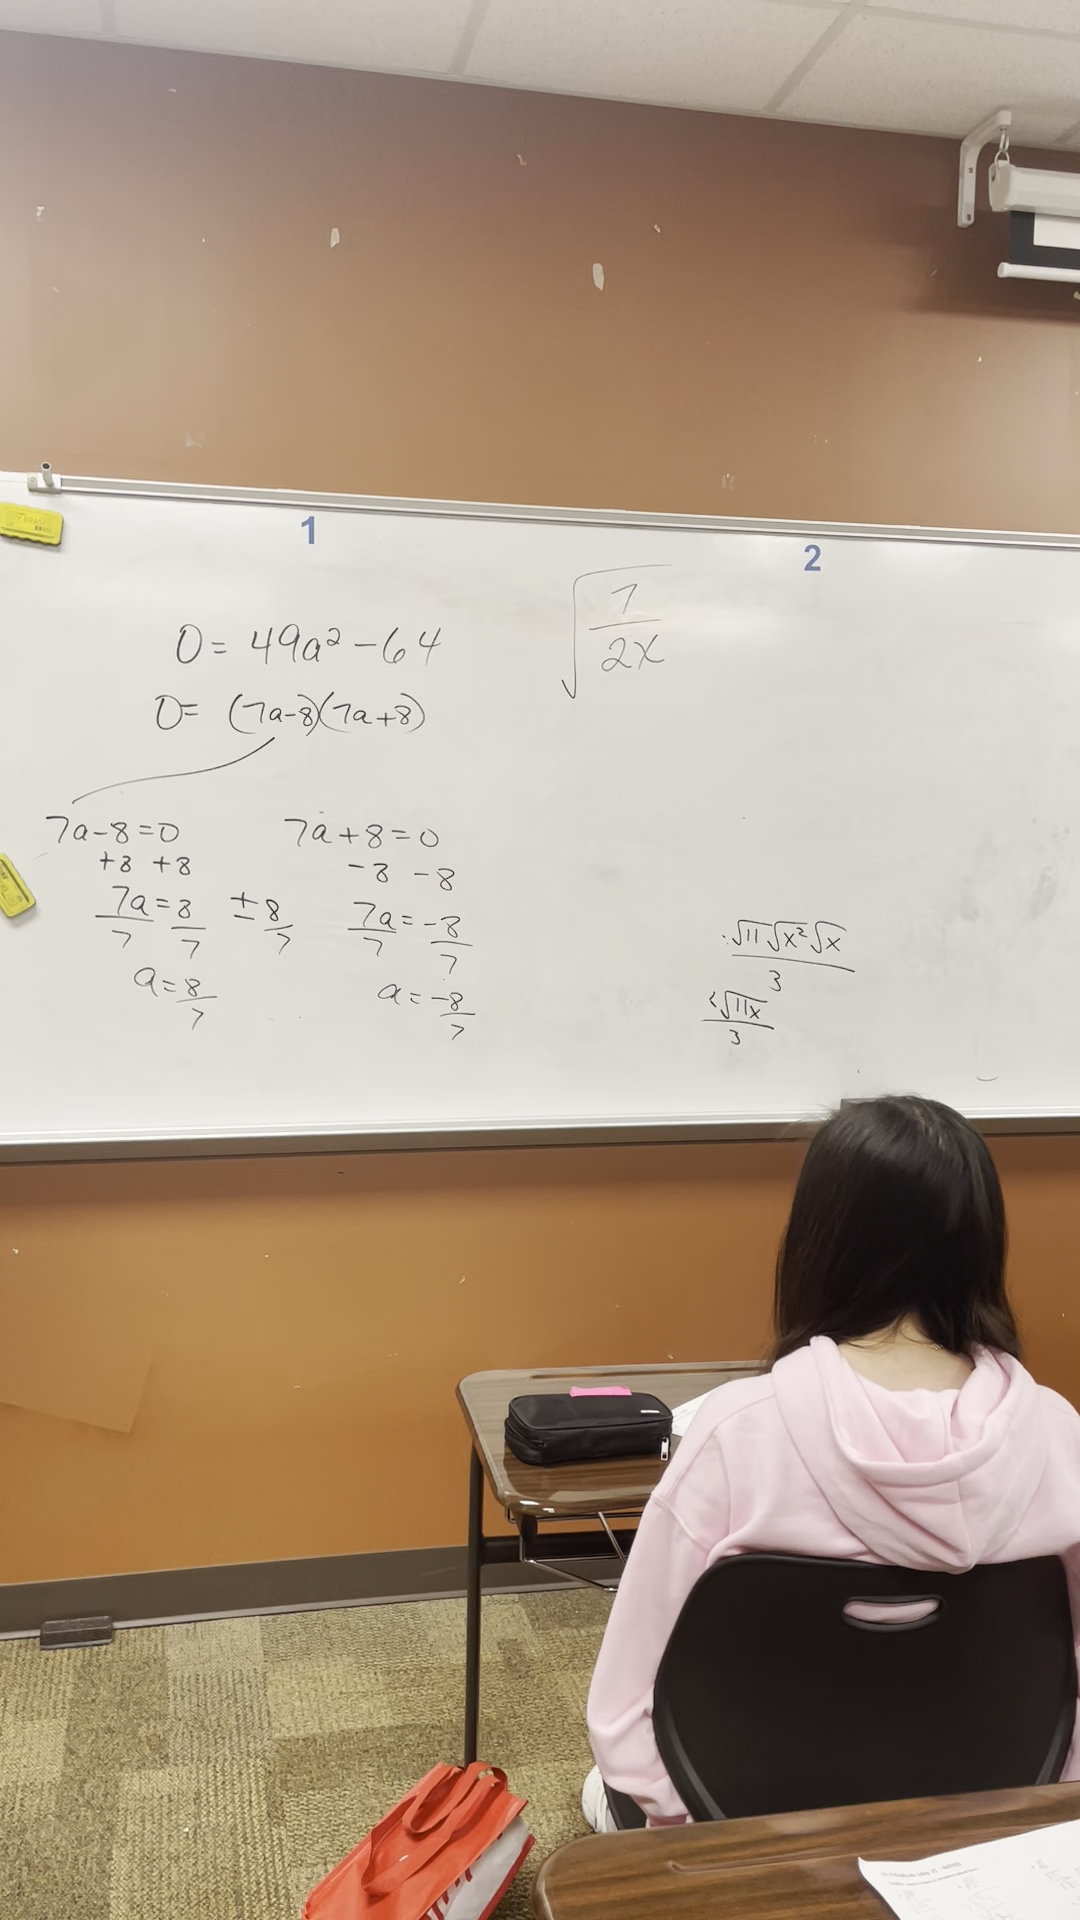 1
0 = 49a² - 64
0 = (7a-8)(7a+8)
7a-8=0
+8 +8
7a=8
7 7
a=8
7
±8
7
7a+8=0
-8 -8
7a=-8
7 7
a=-8
7
√7
2x
2
√11 √x² √x
3
√11x
3